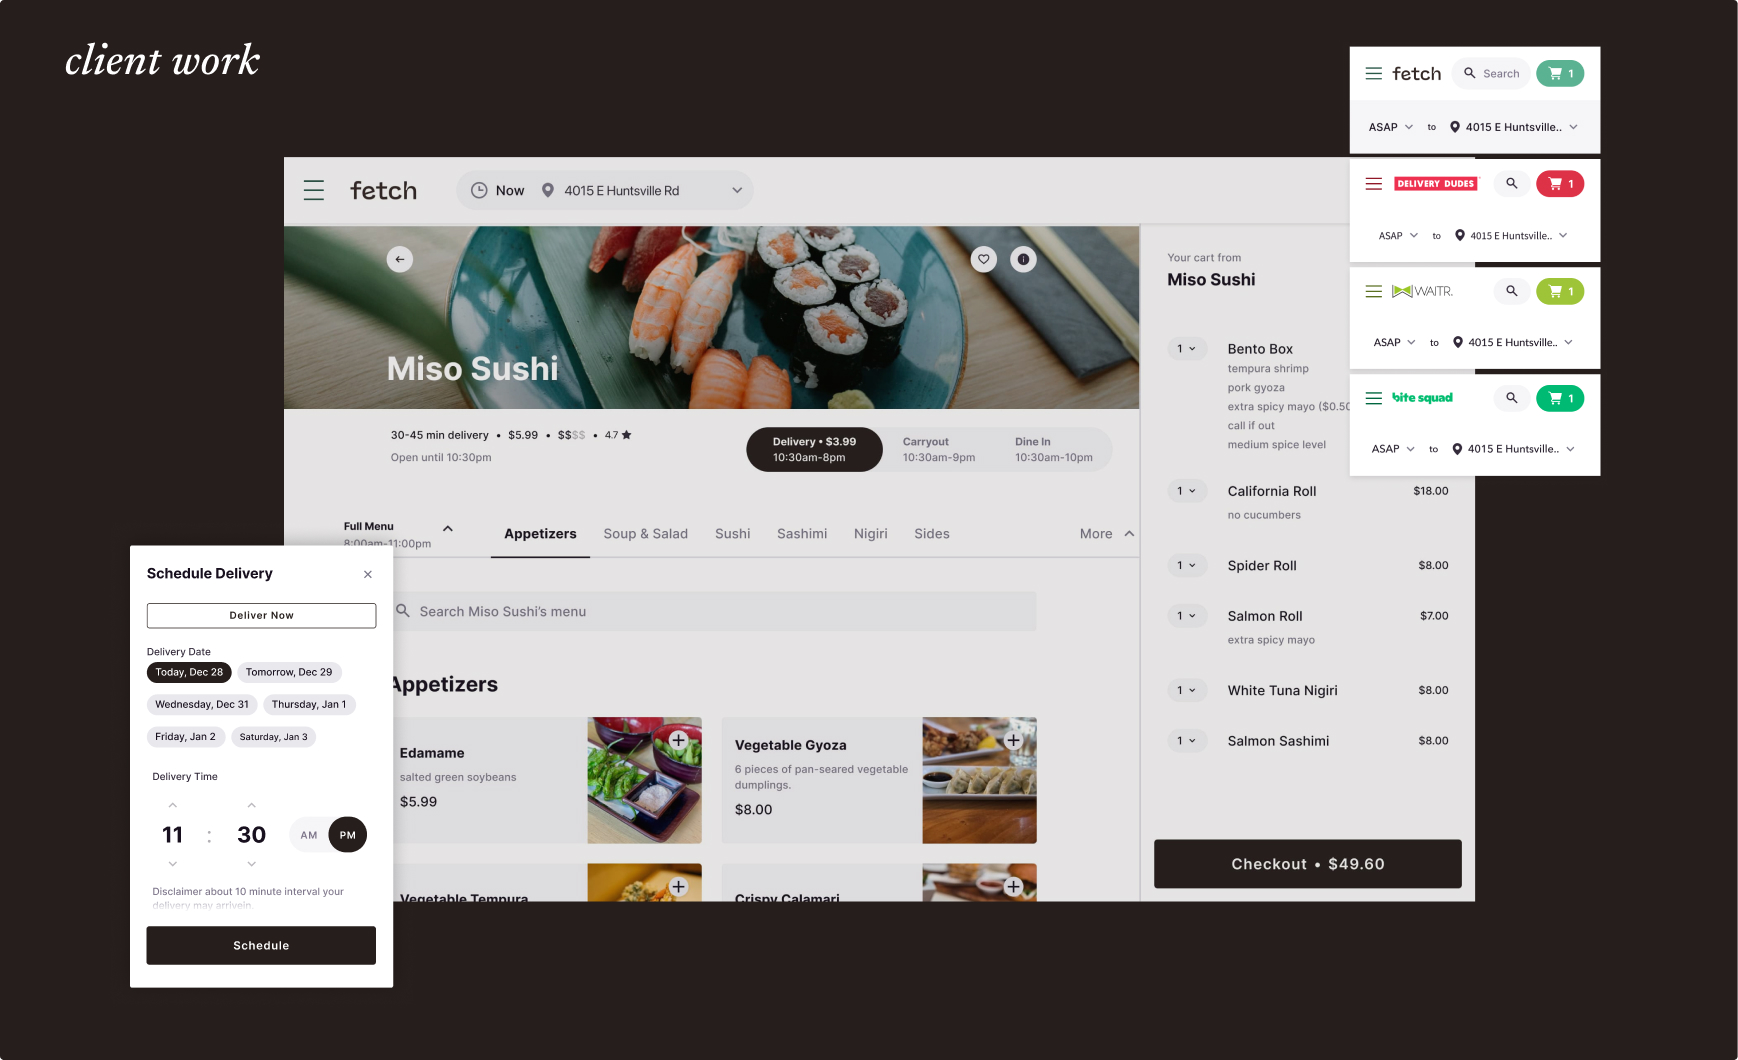 client work
fetch
Search
1
ASAP
to
4015 E Huntsville..
DELIVERY DUDES
1
ASAP
to
4015 E Huntsville..
WAITR.
1
ASAP
to
4015 E Huntsville..
bite squad
1
ASAP
to
4015 E Huntsville..
fetch
Now
4015 E Huntsville Rd
Miso Sushi
30-45 min delivery • $5.99 • $$$$ • 4.7
Open until 10:30pm
Delivery • $3.99
10:30am-8pm
Carryout
10:30am-9pm
Dine In
10:30am-10pm
Full Menu
8:00am-11:00pm
Appetizers
Soup & Salad
Sushi
Sashimi
Nigiri
Sides
More
Search Miso Sushi's menu
Appetizers
Edamame
salted green soybeans
$5.99
Vegetable Gyoza
6 pieces of pan-seared vegetable
dumplings.
$8.00
Vegetable Tempura
Crispy Calamari
Your cart from
Miso Sushi
1
Bento Box
tempura shrimp
pork gyoza
extra spicy mayo ($0.50
call if out
medium spice level
1
California Roll
$18.00
no cucumbers
1
Spider Roll
$8.00
1
Salmon Roll
$7.00
extra spicy mayo
1
White Tuna Nigiri
$8.00
1
Salmon Sashimi
$8.00
Checkout • $49.60
Schedule Delivery
Deliver Now
Delivery Date
Today, Dec 28
Tomorrow, Dec 29
Wednesday, Dec 31
Thursday, Jan 1
Friday, Jan 2
Saturday, Jan 3
Delivery Time
11 : 30
AM
PM
Disclaimer about 10 minute interval your
delivery may arrivein.
Schedule